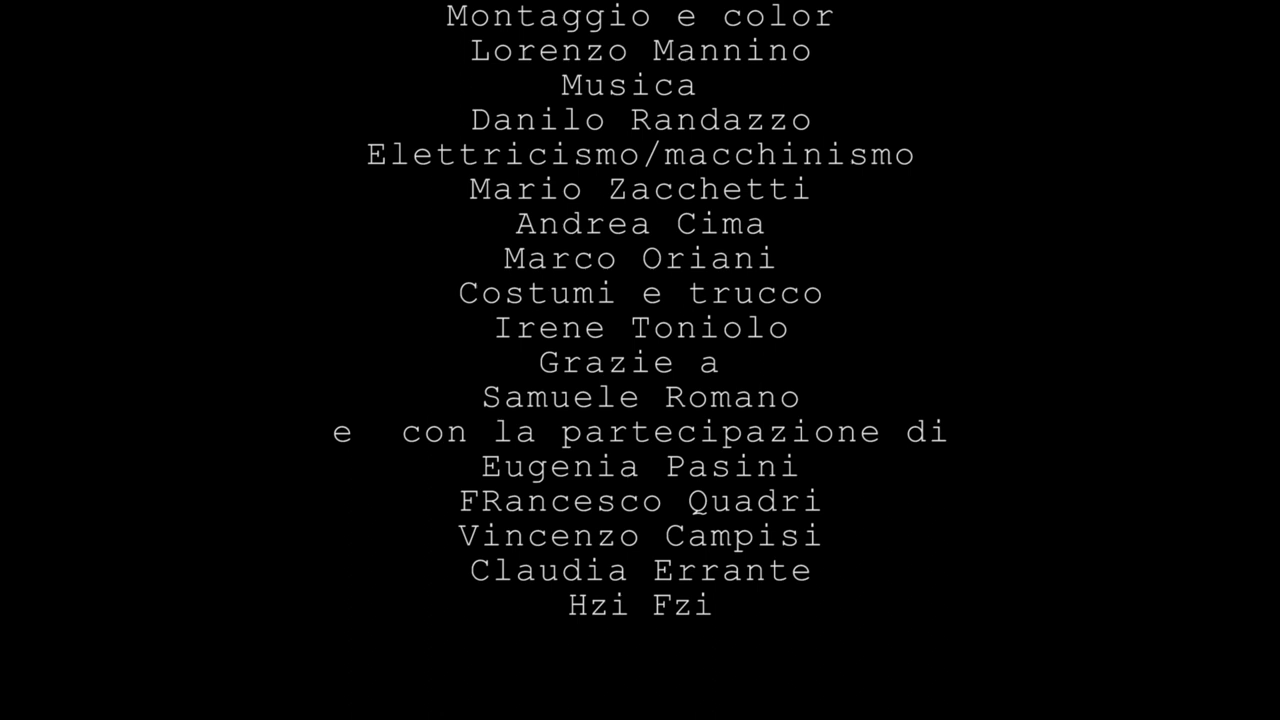 Montaggio e color
Lorenzo Mannino
Musica
Danilo Randazzo
Elettricismo/macchinismo
Mario Zacchetti
Andrea Cima
Marco Oriani
Costumi e trucco
Irene Toniolo
Grazie a
Samuele Romano
e  con la partecipazione di
Eugenia Pasini
FRancesco Quadri
Vincenzo Campisi
Claudia Errante
Hzi Fzi